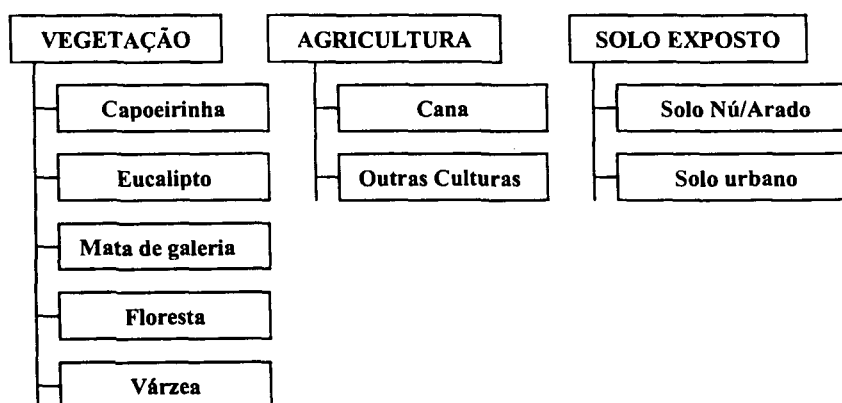 VEGETAÇÃO
Capoeirinha
Eucalipto
Mata de galeria
Floresta
Várzea
AGRICULTURA
Cana
Outras Culturas
SOLO EXPOSTO
Solo Nú/Arado
Solo urbano